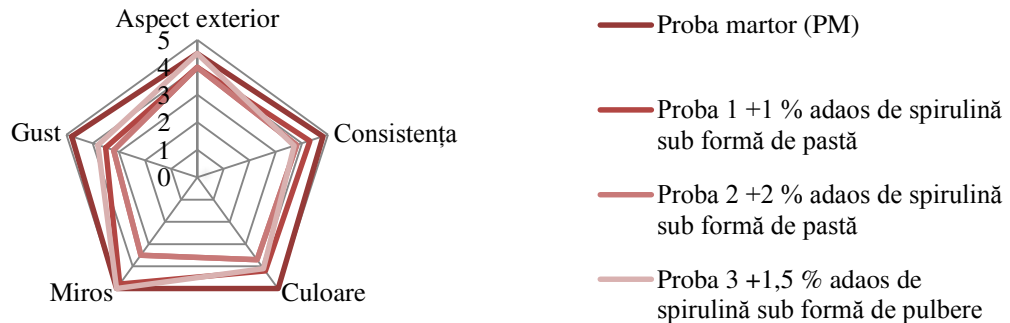 Aspect exterior
5
4
3
2
1
0
Gust
Consistența
Miros
Culoare
Proba martor (PM)
Proba 1 +1 % adaos de spirulină
sub formă de pastă
Proba 2 +2 % adaos de spirulină
sub formă de pastă
Proba 3 +1,5 % adaos de
spirulină sub formă de pulbere